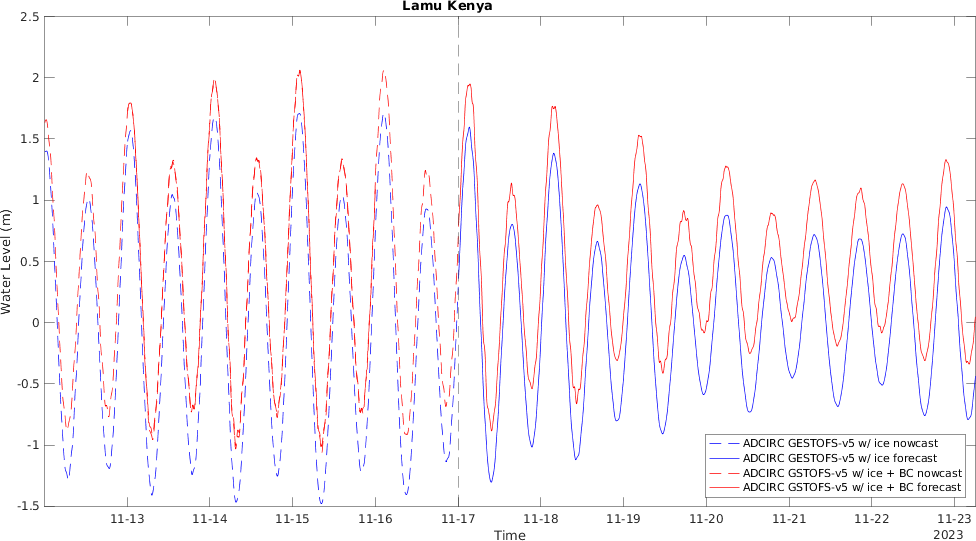 Lamu Kenya
Water Level (m)
2.5
2
1.5
1
0.5
0
-0.5
-1
-1.5
11-13 11-14 11-15 11-16 11-17 11-18 11-19 11-20 11-21 11-22 11-23
Time
2023
ADCIRC GESTOFS-v5 w/ ice nowcast
ADCIRC GESTOFS-v5 w/ ice forecast
ADCIRC GSTOFS-v5 w/ ice + BC nowcast
ADCIRC GSTOFS-v5 w/ ice + BC forecast